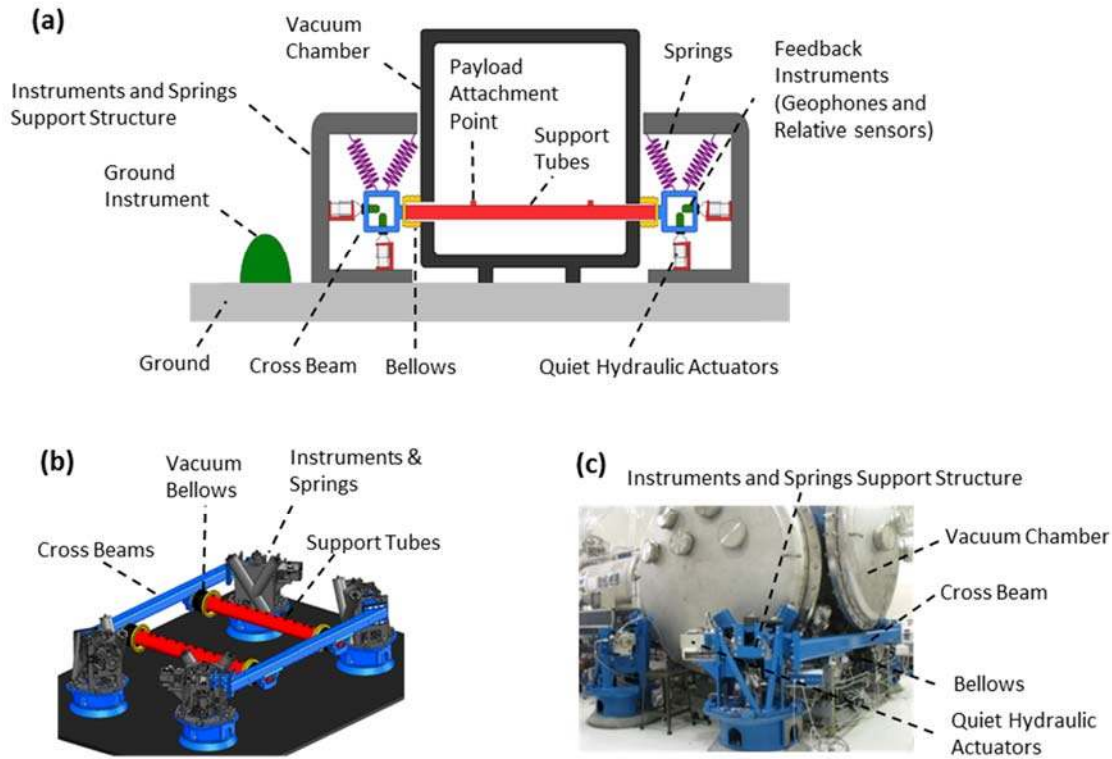 (a)
Vacuum
Chamber
Payload
Attachment
Point
Springs
Feedback
Instruments
(Geophones and
Relative sensors)
Instruments and Springs
Support Structure
Support
Tubes
Ground
Instrument
Ground
Cross Beam
Bellows
Quiet Hydraulic Actuators
(b)
Vacuum
Bellows
Instruments &
Springs
Cross Beams
Support Tubes
(c)
Instruments and Springs Support Structure
Vacuum Chamber
Cross Beam
Bellows
Quiet Hydraulic
Actuators